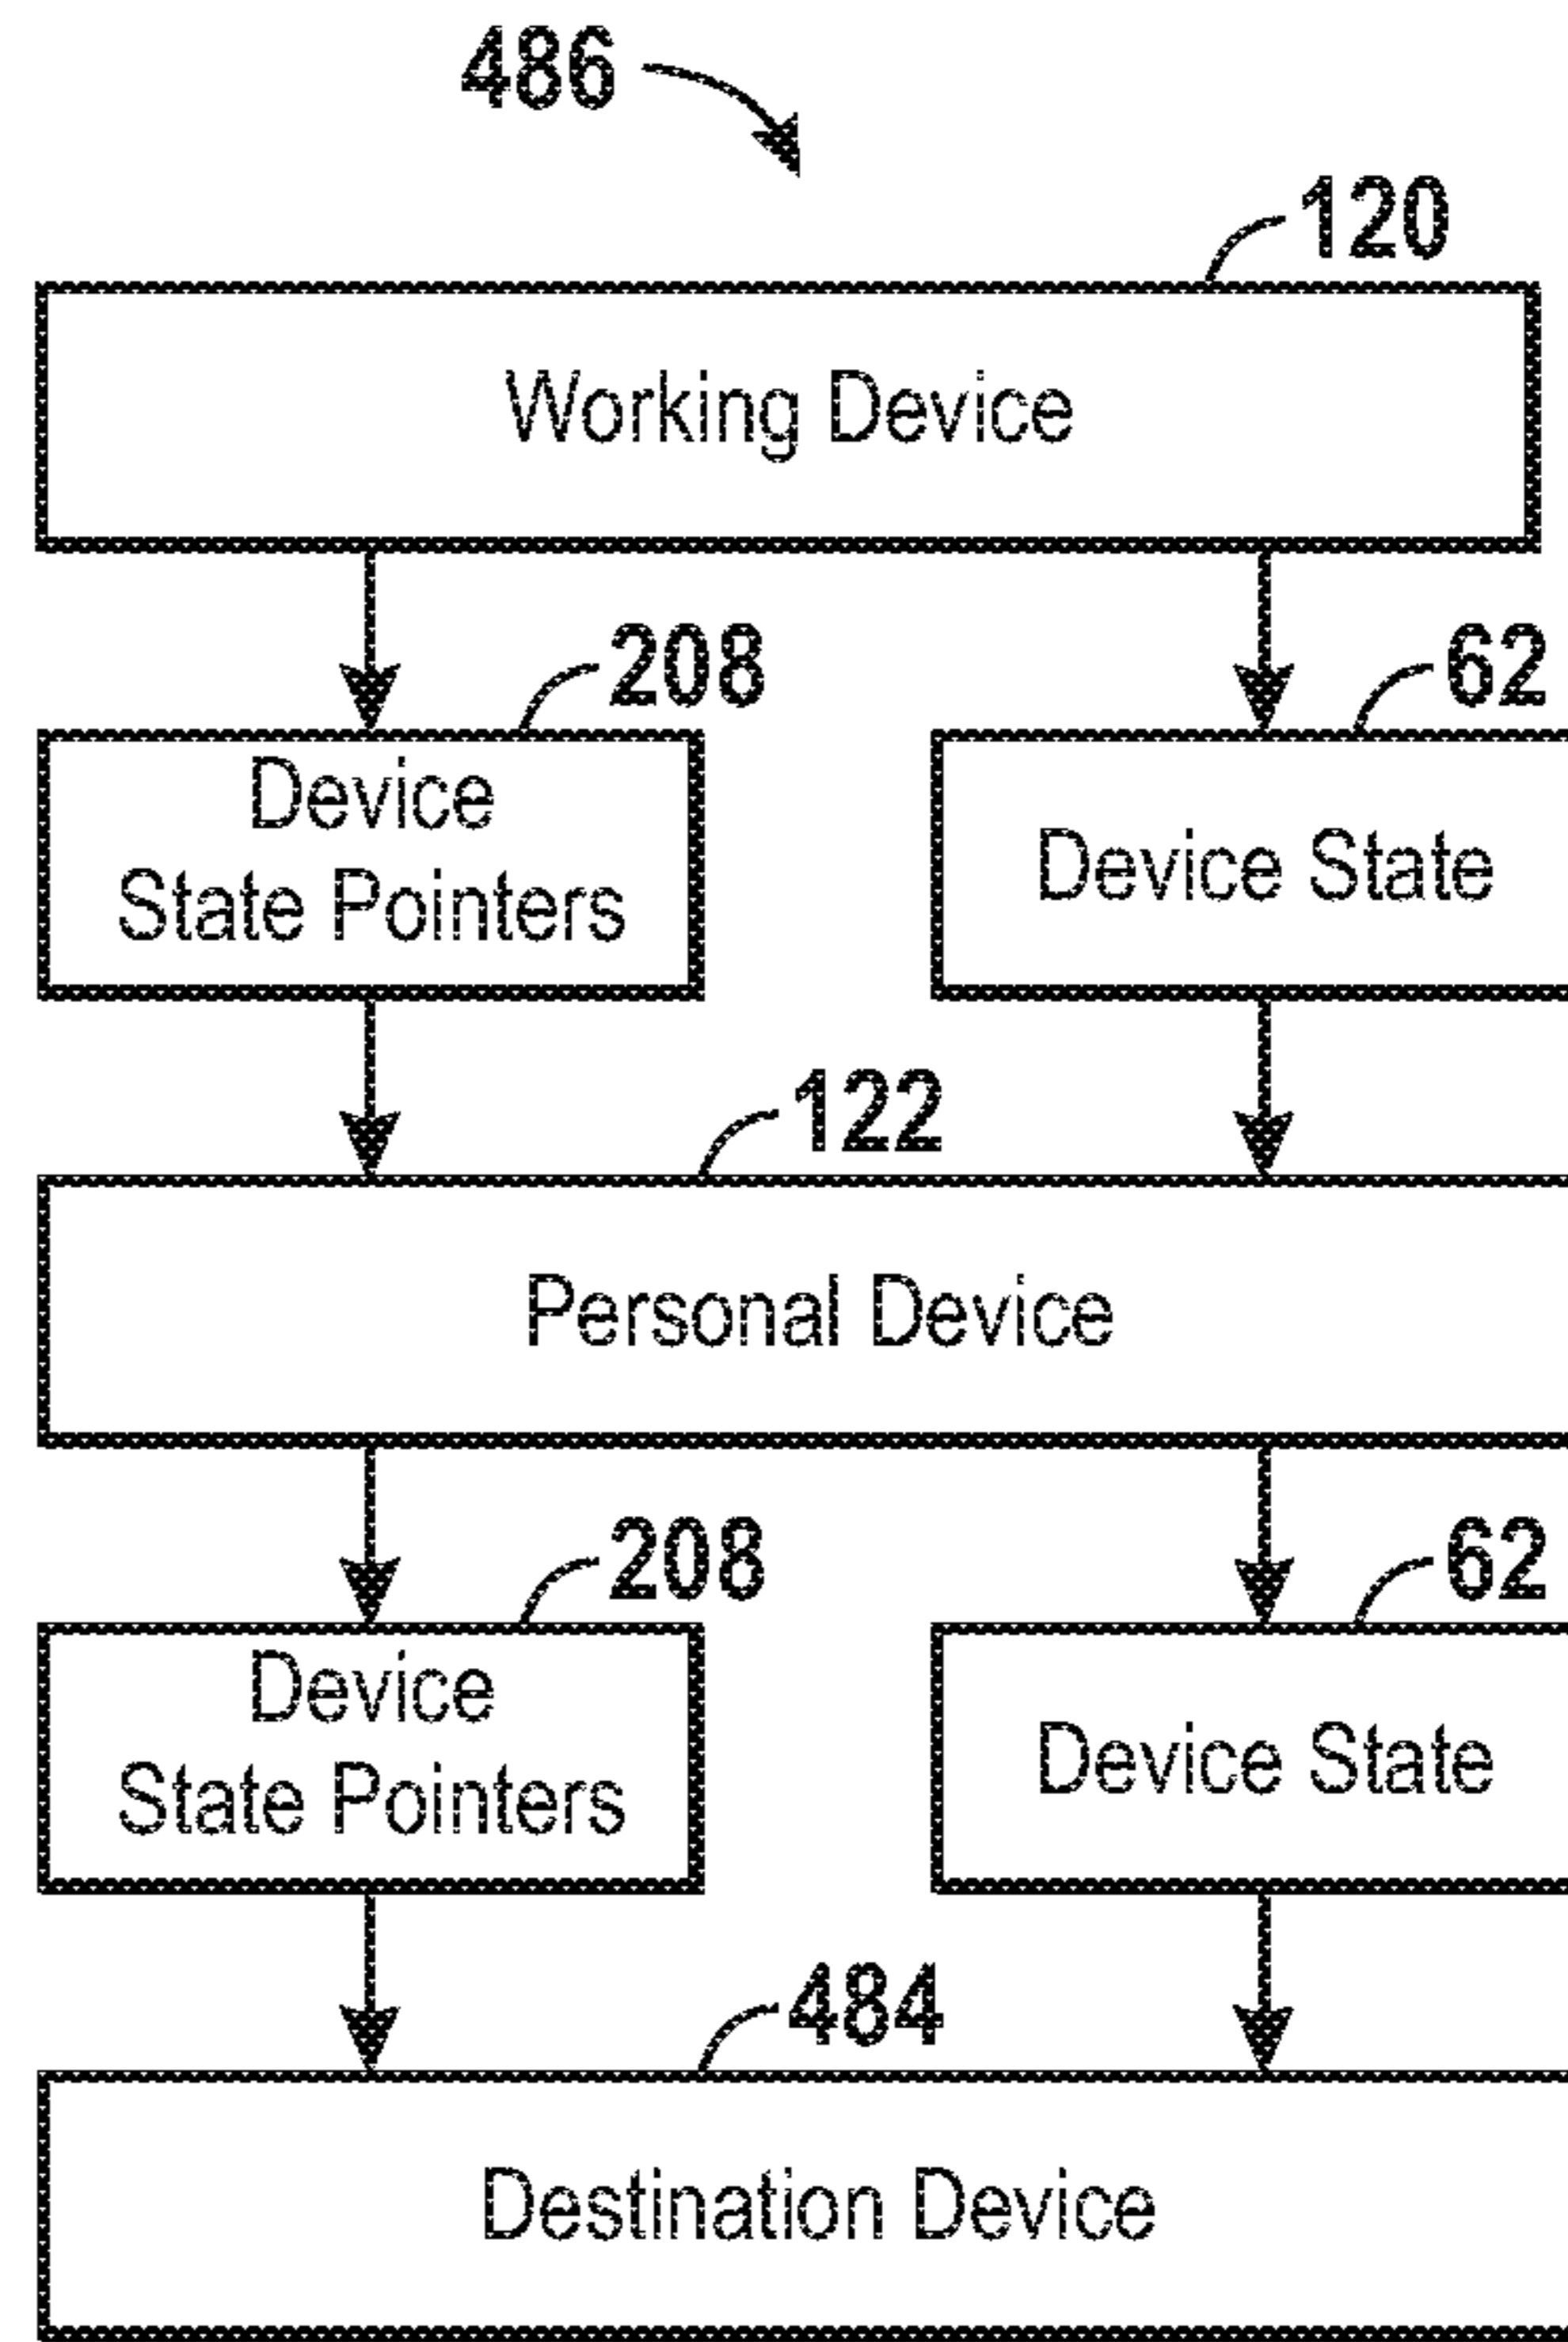 486
120
Working Device
208
62
Device
State Pointers
Device State
122
Personal Device
208
62
Device
State Pointers
Device State
484
Destination Device